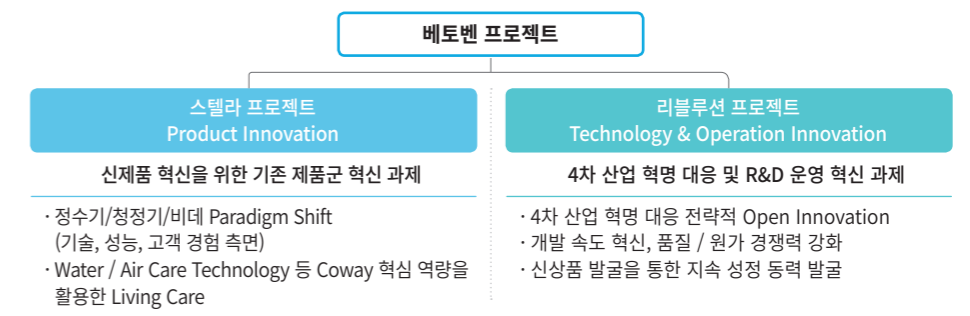 베토벤 프로젝트
스텔라 프로젝트
Product Innovation
신제품 혁신을 위한 기존 제품군 혁신 과제
· 정수기/청정기/비데 Paradigm Shift
(기술, 성능, 고객 경험 측면)
· Water / Air Care Technology 등 Coway 핵심 역량을
활용한 Living Care
리블루션 프로젝트
Technology & Operation Innovation
4차 산업 혁명 대응 및 R&D 운영 혁신 과제
· 4차 산업 혁명 대응 전략적 Open Innovation
· 개발 속도 혁신, 품질 / 원가 경쟁력 강화
· 신상품 발굴을 통한 지속 성정 동력 발굴